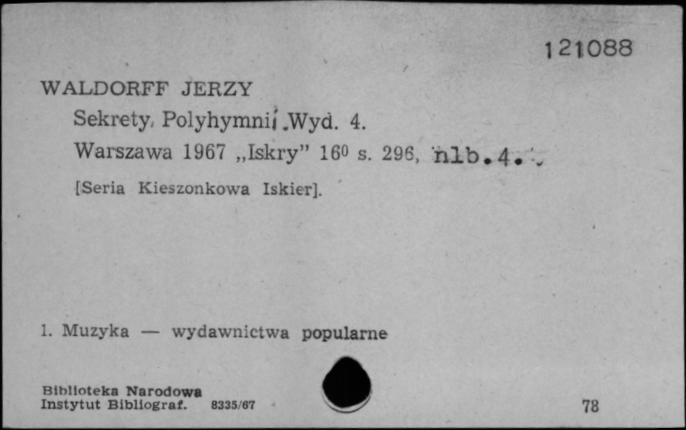 121088
WALDORFF JERZY
Sekrety Polyhymnii. Wyd. 4.
Warszawa 1967 „Iskry” 16⁰ s. 296, nlb. 4.
[Seria Kieszonkowa Iskier].
1. Muzyka — wydawnictwa popularne
Biblioteka Narodowa
Instytut Bibliograf. 8335/67 78